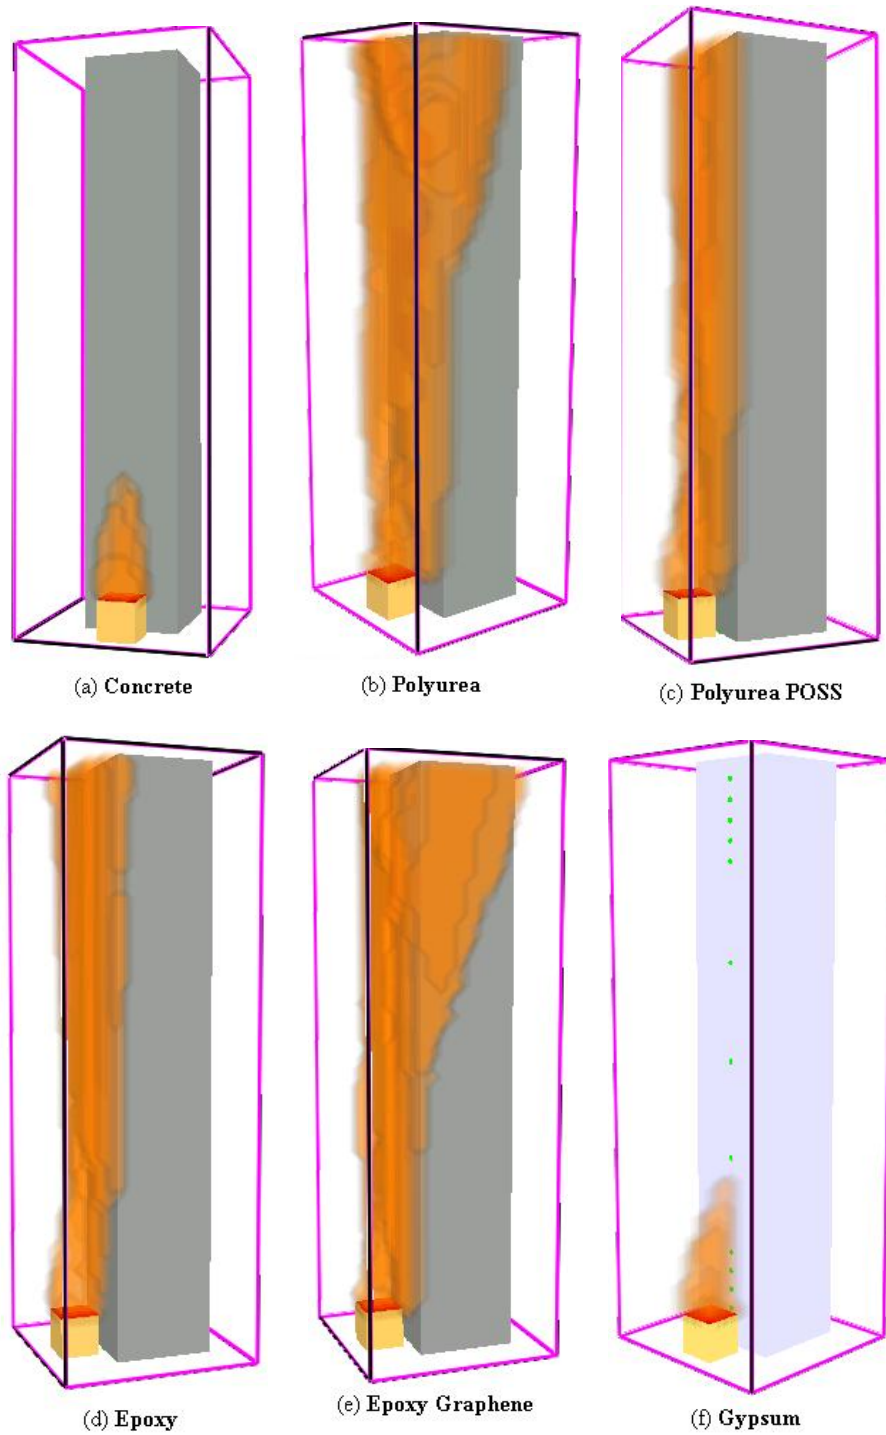 (a) Concrete
(b) Polyurea
(c) Polyurea POSS
(d) Epoxy
(e) Epoxy Graphene
(f) Gypsum